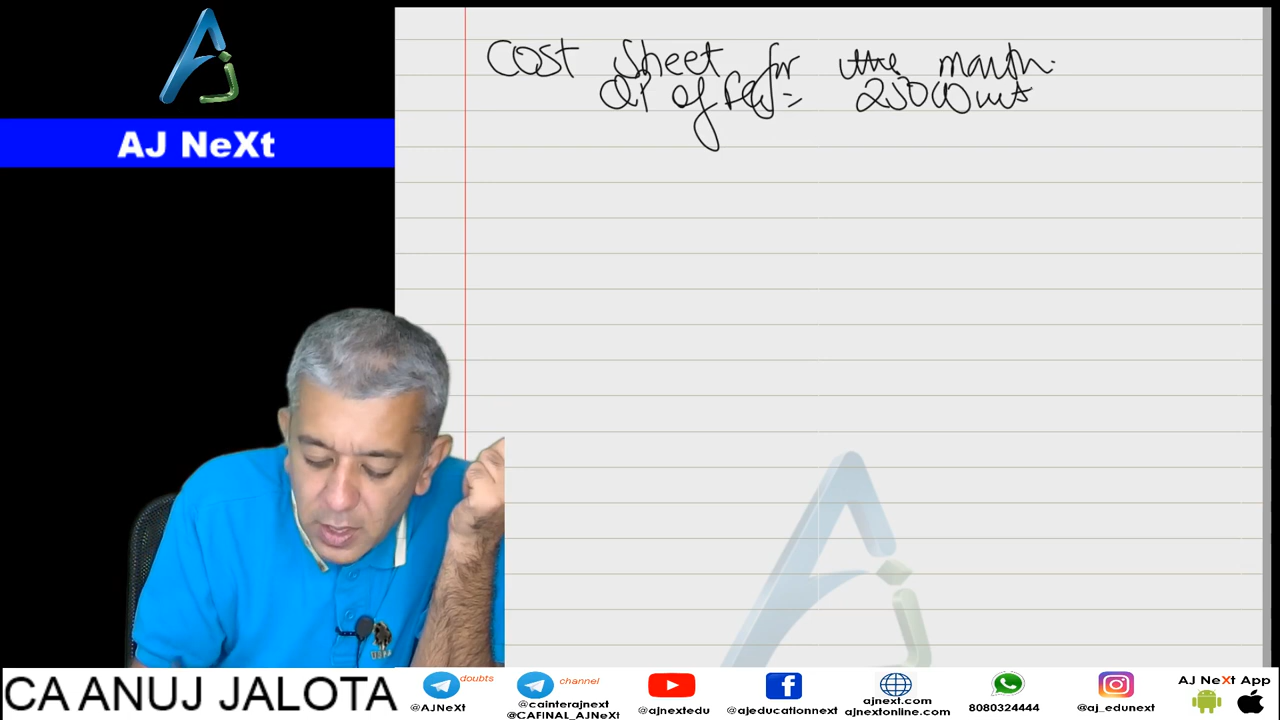 Cost Sheet for the month.
of = 25000 units
AJ NeXt
CA ANUJ JALOTA
doubts
@AJNeXt
channel
@cainterajnext
@CAFINAL_AJNeXt
@ajnextedu
@ajeducationnext
ajnext.com
ajnextonline.com
8080324444
@aj_edunext
AJ NeXt App